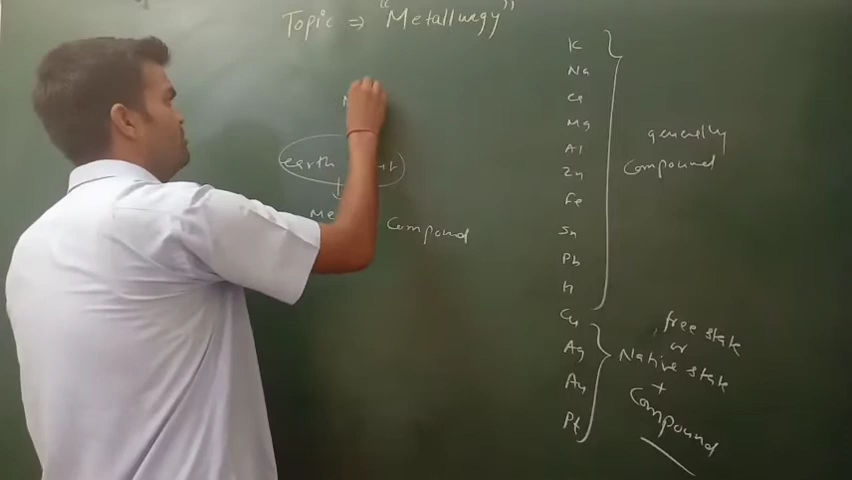 Topic ⇒ "Metallurgy"
earth
Compound
K
Na
Ca
Mg
Al
Zn
Fe
Sn
Pb
H
Cu
Ag
Au
Pt
generally
Compound
free state
or
Native state
+
Compound